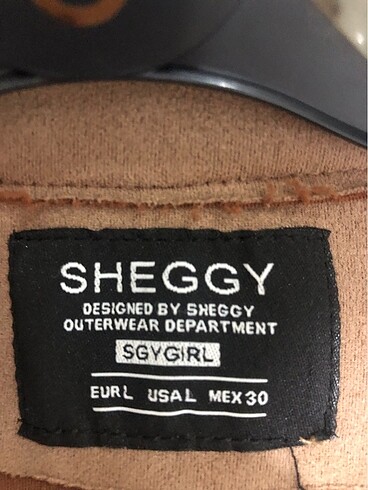 SHEGGY
DESIGNED BY SHEGGY
OUTERWEAR DEPARTMENT
SGYGIRL
EUR L USA L MEX 30